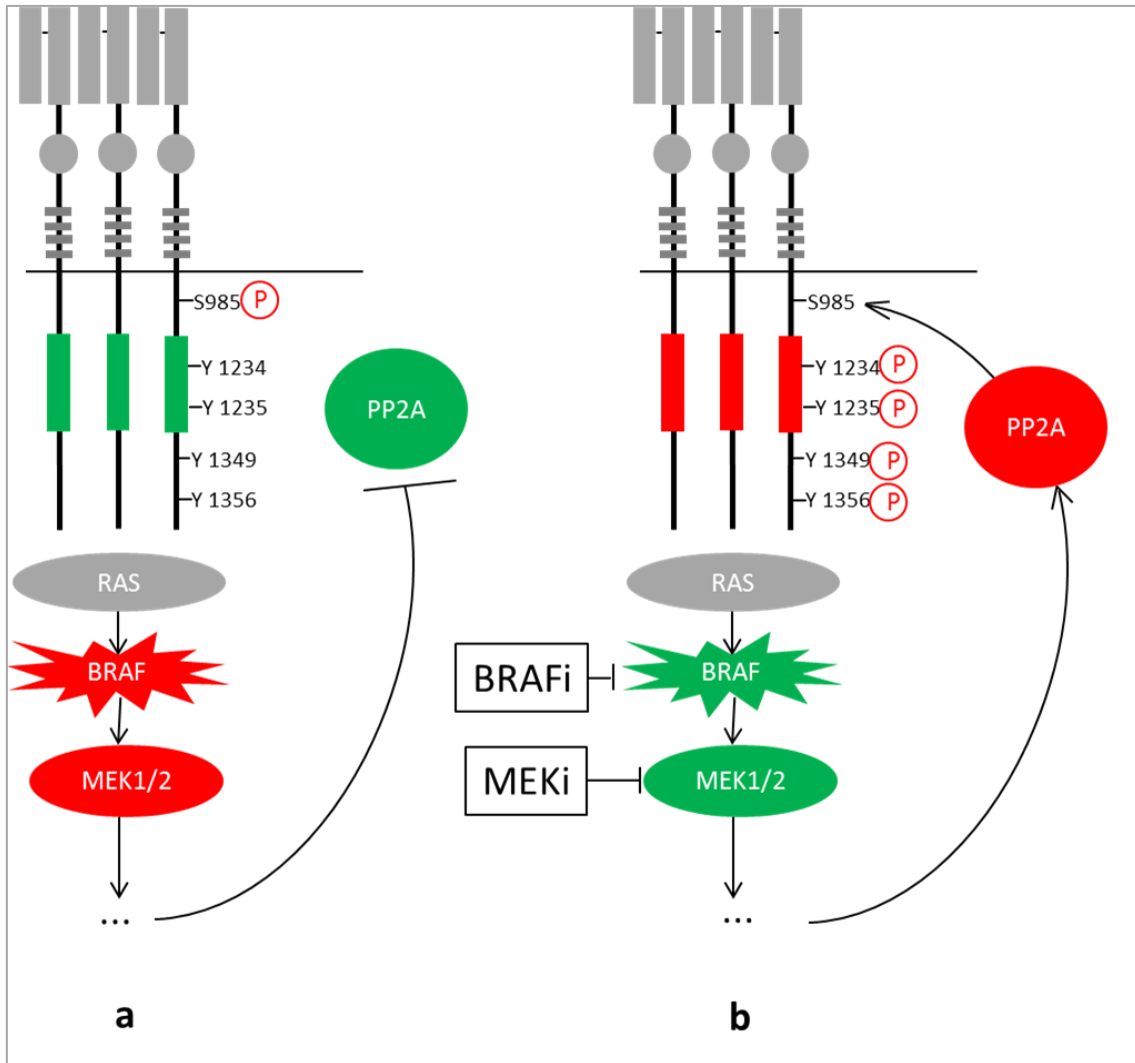 S985 P
Y 1234
Y 1235
Y 1349
Y 1356
PP2A
RAS
BRAF
MEK1/2
...
a
S985
Y 1234 P
Y 1235 P
Y 1349 P
Y 1356 P
PP2A
RAS
BRAFi
BRAF
MEKi
MEK1/2
...
b